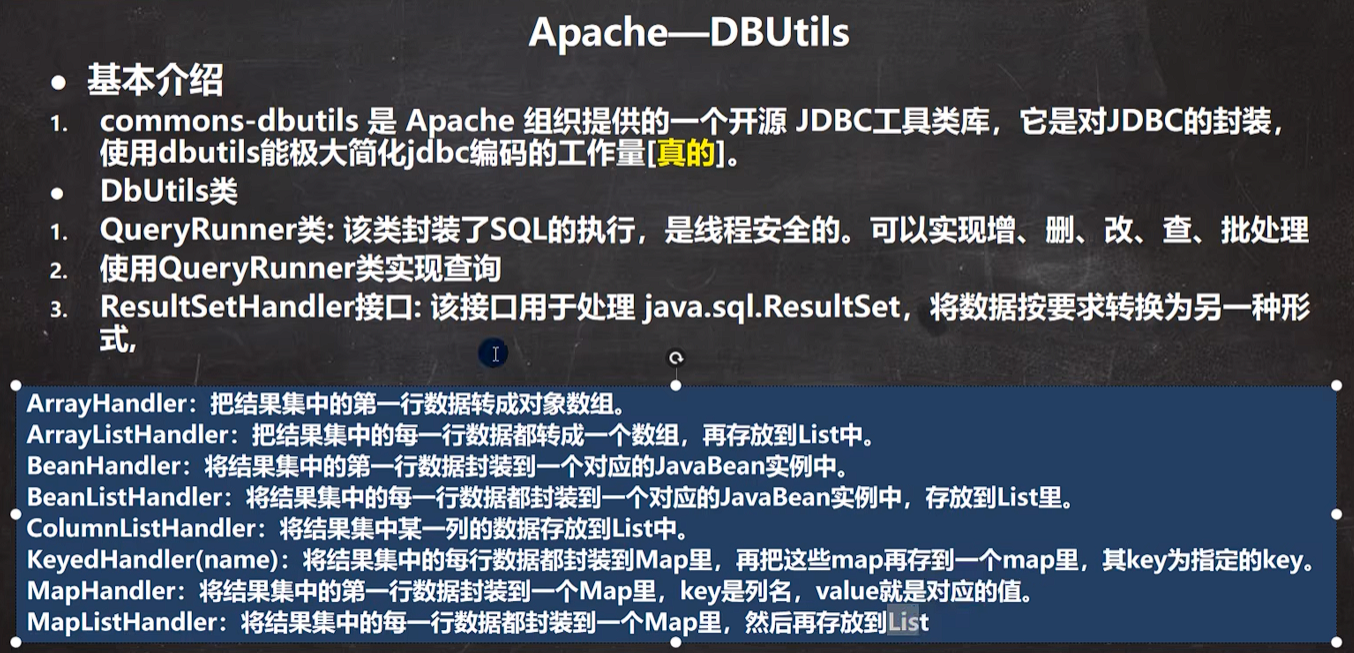 Apache—DBUtils
● 基本介绍
1. commons-dbutils 是 Apache 组织提供的一个开源 JDBC工具类库，它是对JDBC的封装，
使用dbutils能极大简化jdbc编码的工作量[真的]。
● DbUtils类
1. QueryRunner类: 该类封装了SQL的执行，是线程安全的。可以实现增、删、改、查、批处理
2. 使用QueryRunner类实现查询
3. ResultSetHandler接口: 该接口用于处理 java.sql.ResultSet，将数据按要求转换为另一种形
式,
ArrayHandler：把结果集中的第一行数据转成对象数组。
ArrayListHandler：把结果集中的每一行数据都转成一个数组，再存放到List中。
BeanHandler：将结果集中的第一行数据封装到一个对应的JavaBean实例中。
BeanListHandler：将结果集中的每一行数据都封装到一个对应的JavaBean实例中，存放到List里。
ColumnListHandler：将结果集中某一列的数据存放到List中。
KeyedHandler(name)：将结果集中的每行数据都封装到Map里，再把这些map再存到一个map里，其key为指定的key。
MapHandler：将结果集中的第一行数据封装到一个Map里，key是列名，value就是对应的值。
MapListHandler：将结果集中的每一行数据都封装到一个Map里，然后再存放到List